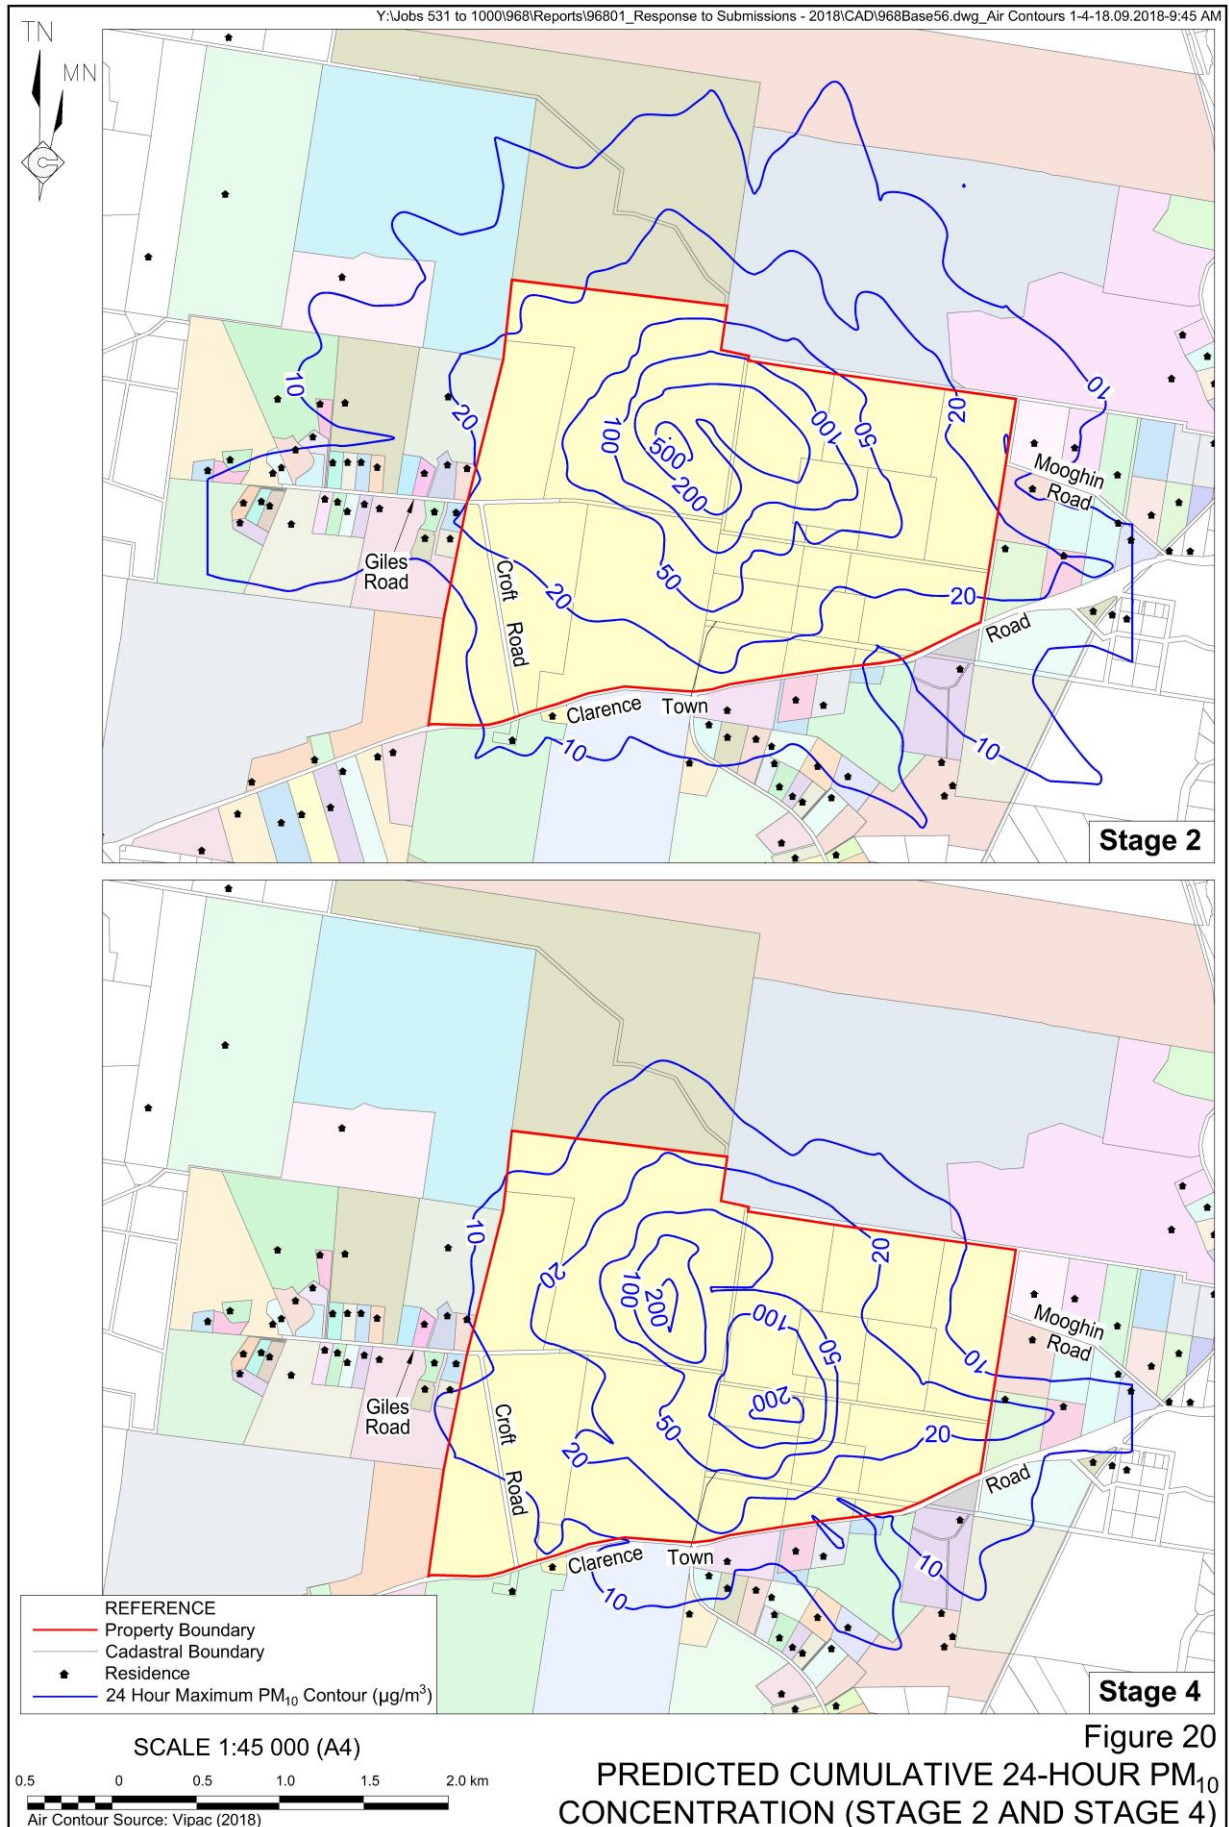 Y:\Jobs 531 to 1000\968\Reports\96801_Response to Submissions - 2018\CAD\968Base56.dwg_Air Contours 1-4-18.09.2018-9:45 AM
TN
MN
10
20
100
500
200
100
50
20
10
Mooghin
Road
Giles
Road
Croft
Road
50
20
20
Road
Clarence Town
10
10
Stage 2
10
20
20
100
200
100
50
Mooghin
Road
10
Giles
Road
Croft
Road
200
50
20
20
Road
Clarence Town
10
10
Stage 4
REFERENCE
Property Boundary
Cadastral Boundary
Residence
24 Hour Maximum PM₁₀ Contour (µg/m³)
SCALE 1:45 000 (A4)
0.5 0 0.5 1.0 1.5 2.0 km
Air Contour Source: Vipac (2018)
Figure 20
PREDICTED CUMULATIVE 24-HOUR PM₁₀
CONCENTRATION (STAGE 2 AND STAGE 4)